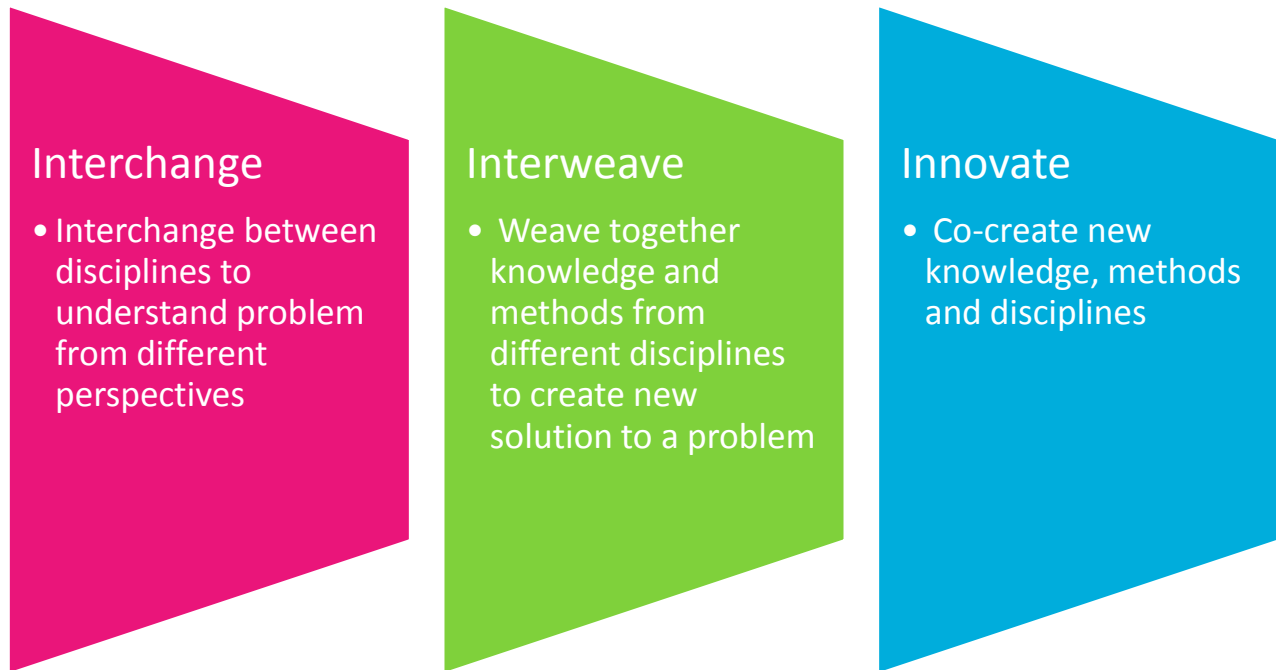 Interchange
• Interchange between
disciplines to
understand problem
from different
perspectives
Interweave
• Weave together
knowledge and
methods from
different disciplines
to create new
solution to a problem
Innovate
• Co-create new
knowledge, methods
and disciplines